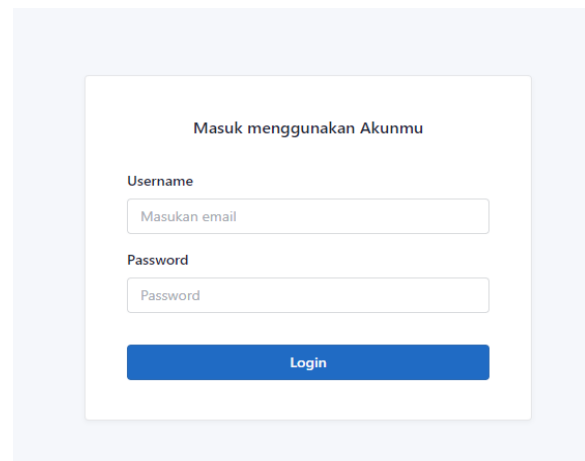 Masuk menggunakan Akunmu
Username
Masukan email
Password
Password
Login